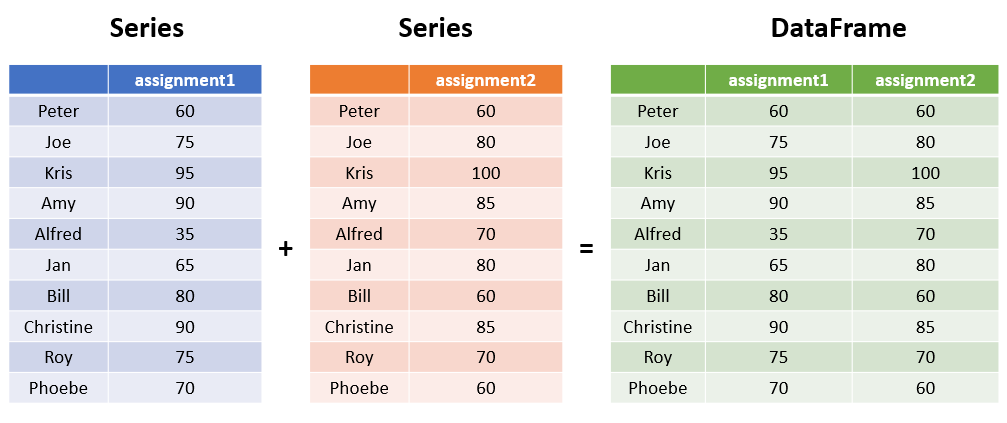 Series Series DataFrame
assignment1 assignment2 assignment1 assignment2
Peter 60 Peter 60 Peter 60 60
Joe 75 Joe 80 Joe 75 80
Kris 95 Kris 100 Kris 95 100
Amy 90 Amy 85 Amy 90 85
Alfred 35 Alfred 70 Alfred 35 70
+ =
Jan 65 Jan 80 Jan 65 80
Bill 80 Bill 60 Bill 80 60
Christine 90 Christine 85 Christine 90 85
Roy 75 Roy 70 Roy 75 70
Phoebe 70 Phoebe 60 Phoebe 70 60